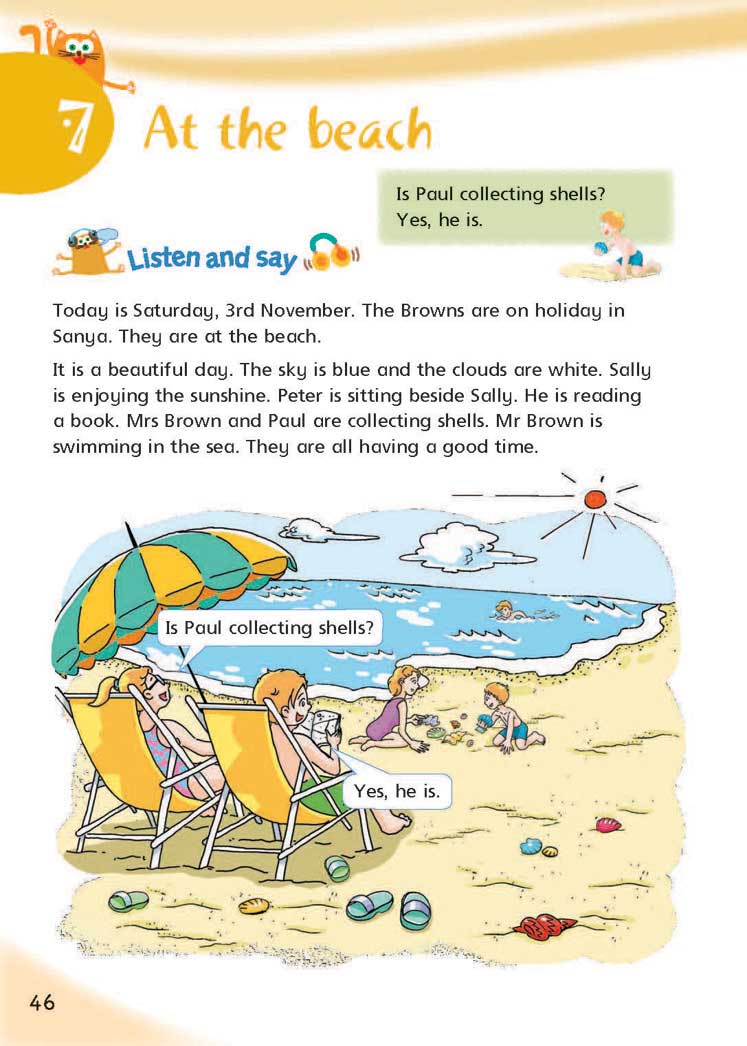 7
At the beach
Is Paul collecting shells?
Yes, he is.
Listen and say
Today is Saturday, 3rd November. The Browns are on holiday in
Sanya. They are at the beach.
It is a beautiful day. The sky is blue and the clouds are white. Sally
is enjoying the sunshine. Peter is sitting beside Sally. He is reading
a book. Mrs Brown and Paul are collecting shells. Mr Brown is
swimming in the sea. They are all having a good time.
Is Paul collecting shells?
Yes, he is.
46